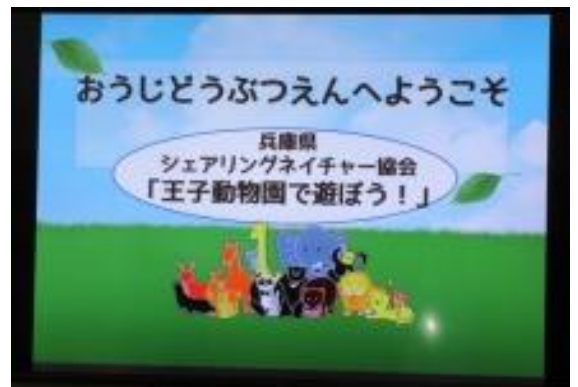 おうじどうぶつえんへようこそ
兵庫県
シェアリングネイチャー協会
「王子動物園で遊ぼう！」